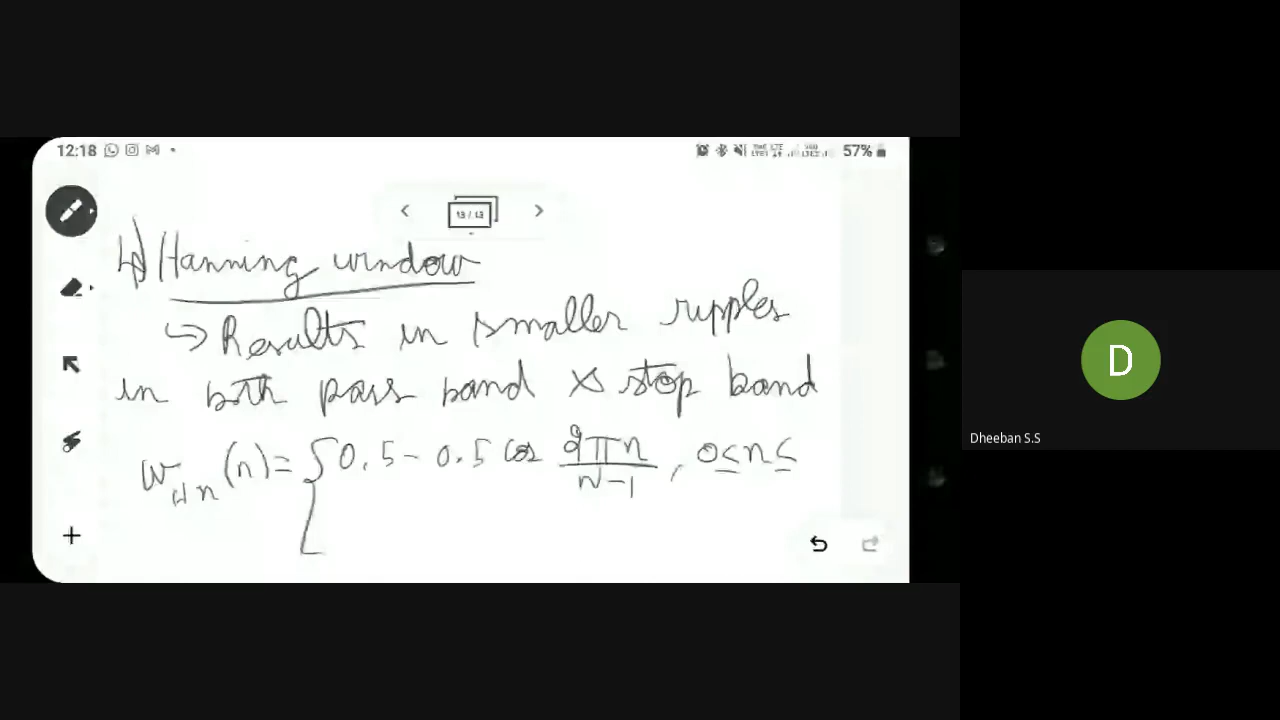 12:18
57%
13 / 13
4) Hanning window
↪ Results in smaller ripples
in both pass band & stop band
w_Hn (n) = { 0.5 - 0.5 cos 2πn / N-1 , 0 ≤ n ≤
D
Dheeban S.S